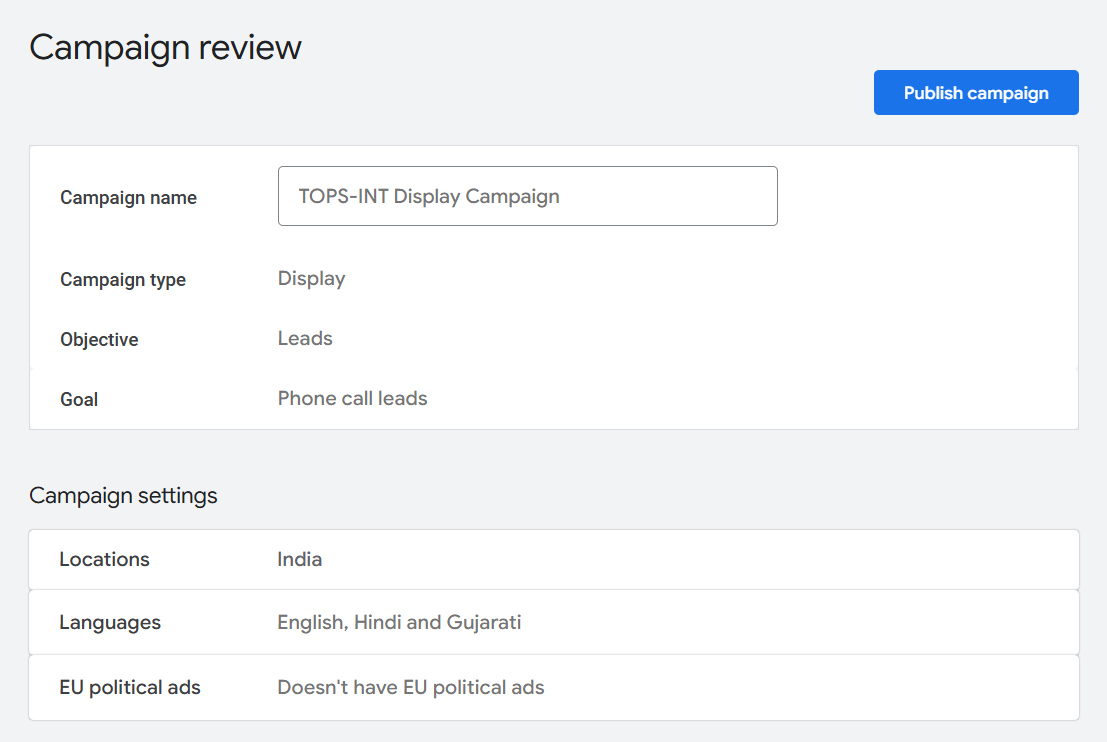 Campaign review
Publish campaign
Campaign name TOPS-INT Display Campaign
Campaign type Display
Objective Leads
Goal Phone call leads
Campaign settings
Locations India
Languages English, Hindi and Gujarati
EU political ads Doesn't have EU political ads